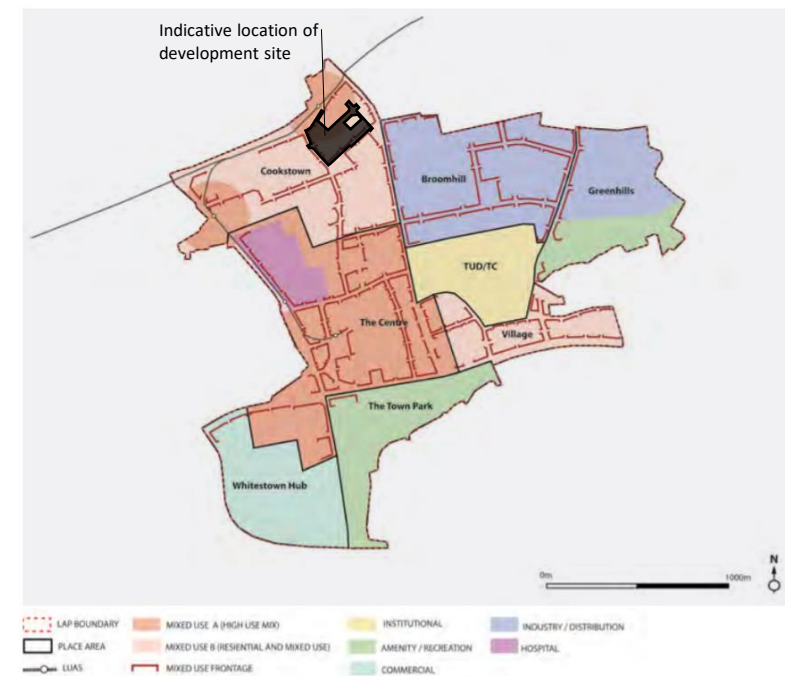 Indicative location of
development site
Cookstown
Broomhill
Greenhills
TUD/TC
The Centre
Village
The Town Park
Whitestown Hub
N
0m
1000m
LAP BOUNDARY
MIXED USE A (HIGH USE MIX)
INSTITUTIONAL
INDUSTRY / DISTRIBUTION
PLACE AREA
MIXED USE B (RESIENTIAL AND MIXED USE)
AMENITY / RECREATION
HOSPITAL
LUAS
MIXED USE FRONTAGE
COMMERCIAL